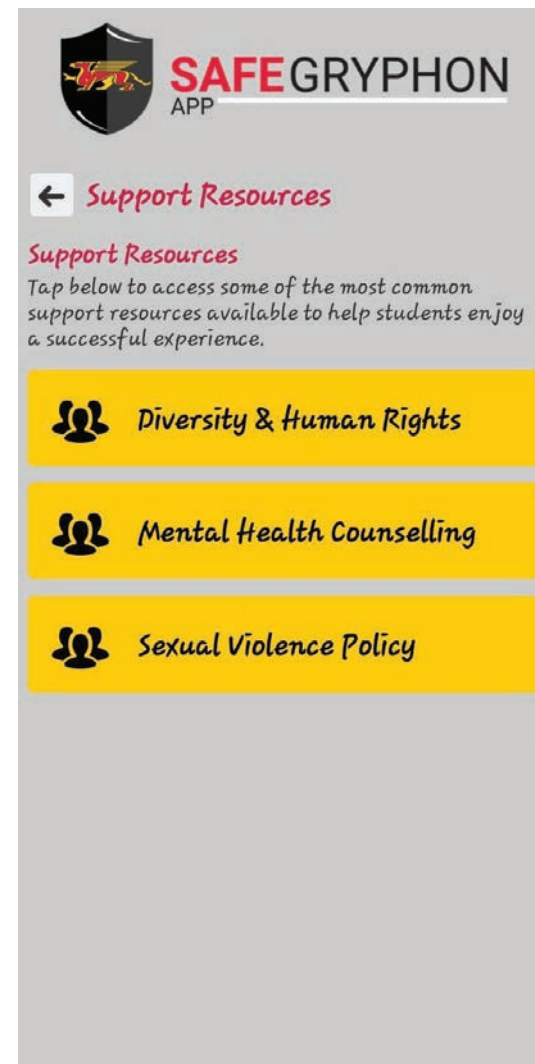 SAFEGRYPHON
APP
Support Resources
Support Resources
Tap below to access some of the most common
support resources available to help students enjoy
a successful experience.
Diversity & Human Rights
Mental Health Counselling
Sexual Violence Policy